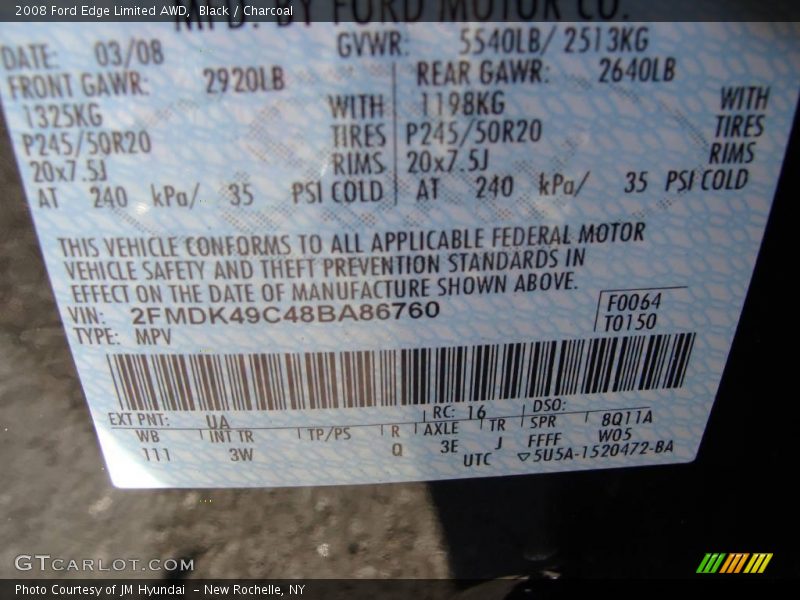 2008 Ford Edge Limited AWD, Black / Charcoal
MFD. BY FORD MOTOR CO.
DATE: 03/08 GVWR: 5540LB/ 2513KG
FRONT GAWR: 2920LB REAR GAWR: 2640LB
1325KG WITH 1198KG WITH
P245/50R20 TIRES P245/50R20 TIRES
20x7.5J RIMS 20x7.5J RIMS
AT 240 kPa/ 35 PSI COLD AT 240 kPa/ 35 PSI COLD
THIS VEHICLE CONFORMS TO ALL APPLICABLE FEDERAL MOTOR
VEHICLE SAFETY AND THEFT PREVENTION STANDARDS IN
EFFECT ON THE DATE OF MANUFACTURE SHOWN ABOVE.
VIN: 2FMDK49C48BA86760 F0064
TYPE: MPV T0150
EXT PNT: UA RC: 16 DSO:
WB INT TR TP/PS R AXLE TR SPR 8Q11A
111 3W Q 3E J FFFF W05
UTC ▽5U5A-1520472-BA
GTCARLOT.COM
Photo Courtesy of JM Hyundai - New Rochelle, NY